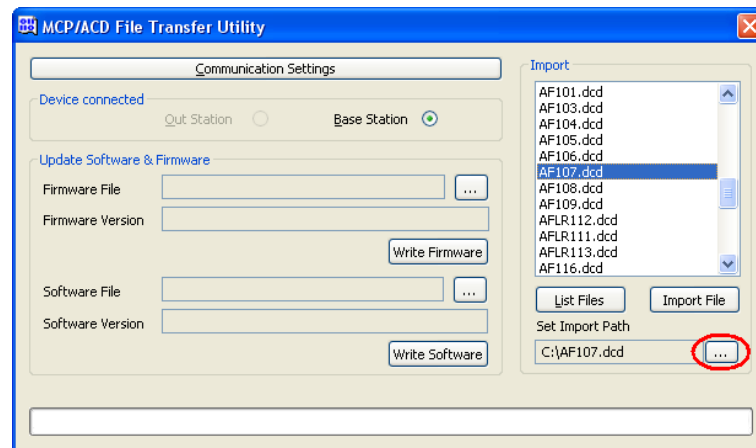 MCP/ACD File Transfer Utility
Communication Settings
Device connected
Out Station
Base Station
Update Software & Firmware
Firmware File
...
Firmware Version
Write Firmware
Software File
...
Software Version
Write Software
Import
AF101.dcd
AF103.dcd
AF104.dcd
AF105.dcd
AF106.dcd
AF107.dcd
AF108.dcd
AF109.dcd
AFLR112.dcd
AFLR111.dcd
AFLR113.dcd
AF116.dcd
List Files
Import File
Set Import Path
C:\AF107.dcd
...